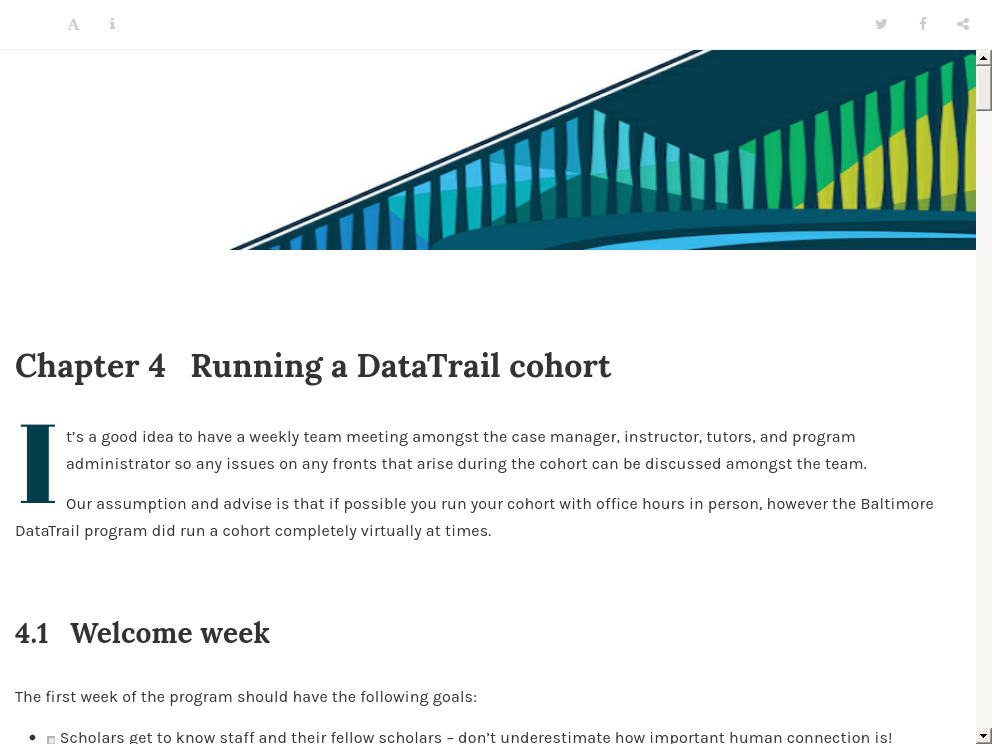 Chapter 4 Running a DataTrail cohort
It’s a good idea to have a weekly team meeting amongst the case manager, instructor, tutors, and program
administrator so any issues on any fronts that arise during the cohort can be discussed amongst the team.
Our assumption and advise is that if possible you run your cohort with office hours in person, however the Baltimore
DataTrail program did run a cohort completely virtually at times.
4.1 Welcome week
The first week of the program should have the following goals:
Scholars get to know staff and their fellow scholars – don’t underestimate how important human connection is!